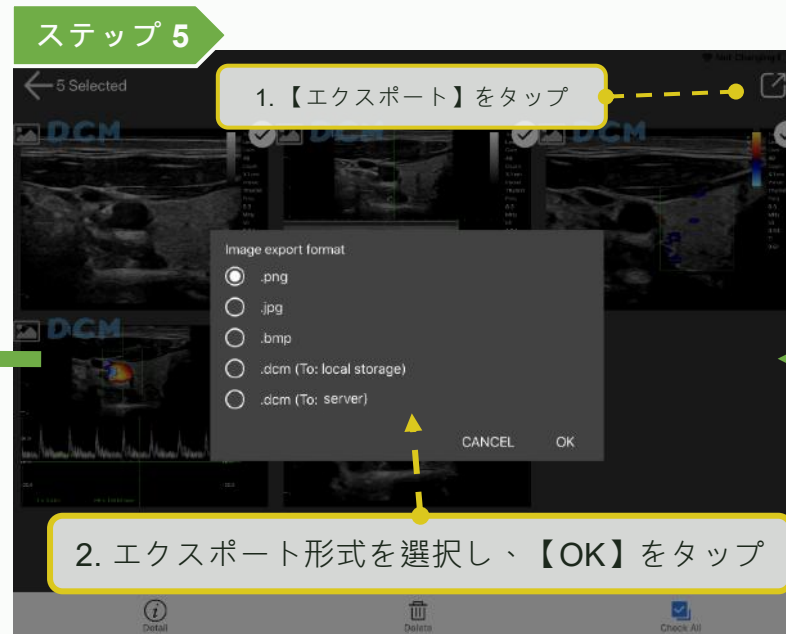 ステップ 5
Not Charging
5 Selected
1.【エクスポート】をタップ
DCM
DCM
DCM
Image export format
.png
.jpg
.bmp
.dcm (To: local storage)
.dcm (To: server)
DCM
CANCEL
OK
2. エクスポート形式を選択し、【OK】をタップ
Detail
Delete
Check All